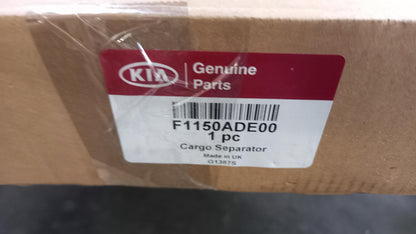 KIA Genuine
Parts
F1150ADE00
1 pc
Cargo Separator
Made in UK
G1387S